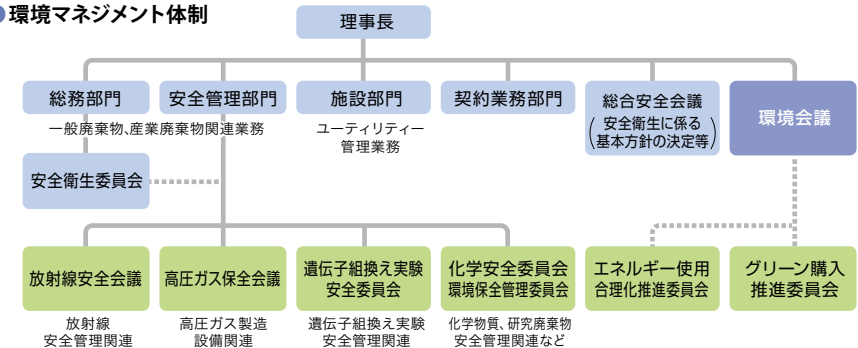 ●環境マネジメント体制
理事長
総務部門
安全管理部門
施設部門
契約業務部門
総合安全会議
(安全衛生に係る
基本方針の決定等)
環境会議
一般廃棄物、産業廃棄物関連業務
ユーティリティー
管理業務
安全衛生委員会
放射線安全会議
高圧ガス保全会議
遺伝子組換え実験
安全委員会
化学安全委員会
環境保全管理委員会
エネルギー使用
合理化推進委員会
グリーン購入
推進委員会
放射線
安全管理関連
高圧ガス製造
設備関連
遺伝子組換え実験
安全管理関連
化学物質、研究廃棄物
安全管理関連など